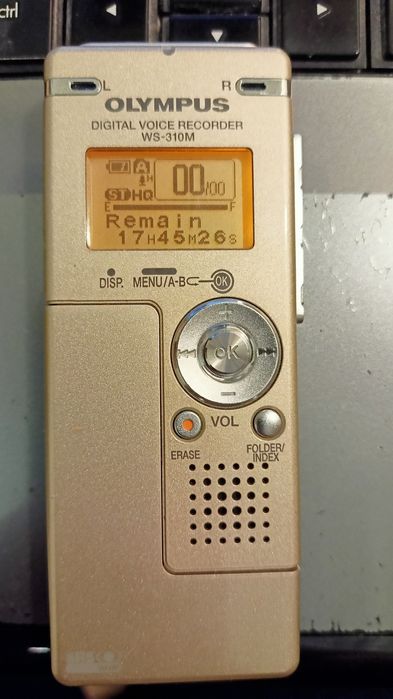 ctrl
L R
OLYMPUS
DIGITAL VOICE RECORDER
WS-310M
A 00/00
H
ST HQ
E F
Remain
17H45M26S
DISP. MENU/A-B OK
+
OK
−
VOL
ERASE
FOLDER/
INDEX